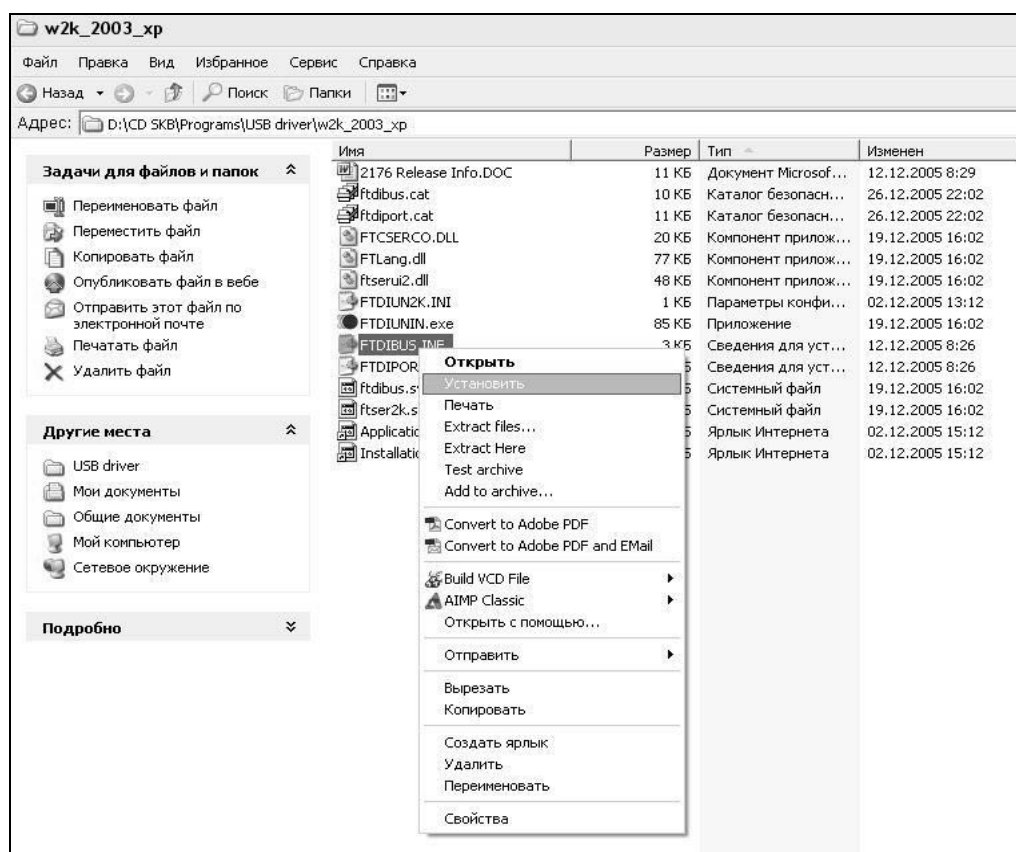 w2k_2003_xp
Файл Правка Вид Избранное Сервис Справка
Назад Поиск Папки
Адрес: D:\CD SKB\Programs\USB driver\w2k_2003_xp
Задачи для файлов и папок
Переименовать файл
Переместить файл
Копировать файл
Опубликовать файл в вебе
Отправить этот файл по
электронной почте
Печатать файл
Удалить файл
Другие места
USB driver
Мои документы
Общие документы
Мой компьютер
Сетевое окружение
Подробно
Имя Размер Тип Изменен
2176 Release Info.DOC 11 КБ Документ Microsof... 12.12.2005 8:29
ftdibus.cat 10 КБ Каталог безопасн... 26.12.2005 22:02
ftdiport.cat 11 КБ Каталог безопасн... 26.12.2005 22:02
FTCSERCO.DLL 20 КБ Компонент прилож... 19.12.2005 16:02
FTLang.dll 77 КБ Компонент прилож... 19.12.2005 16:02
ftserui2.dll 48 КБ Компонент прилож... 19.12.2005 16:02
FTDIUN2K.INI 1 КБ Параметры конфи... 02.12.2005 13:12
FTDIUNIN.exe 85 КБ Приложение 19.12.2005 16:02
FTDIBUS.INF 3 КБ Сведения для уст... 12.12.2005 8:26
FTDIPOR Б Сведения для уст... 12.12.2005 8:26
ftdibus.s Б Системный файл 19.12.2005 16:02
ftser2k.s Б Системный файл 19.12.2005 16:02
Applicatio Б Ярлык Интернета 02.12.2005 15:12
Installatio Б Ярлык Интернета 02.12.2005 15:12
Открыть
Установить
Печать
Extract files...
Extract Here
Test archive
Add to archive...
Convert to Adobe PDF
Convert to Adobe PDF and EMail
Build VCD File
AIMP Classic
Открыть с помощью...
Отправить
Вырезать
Копировать
Создать ярлык
Удалить
Переименовать
Свойства